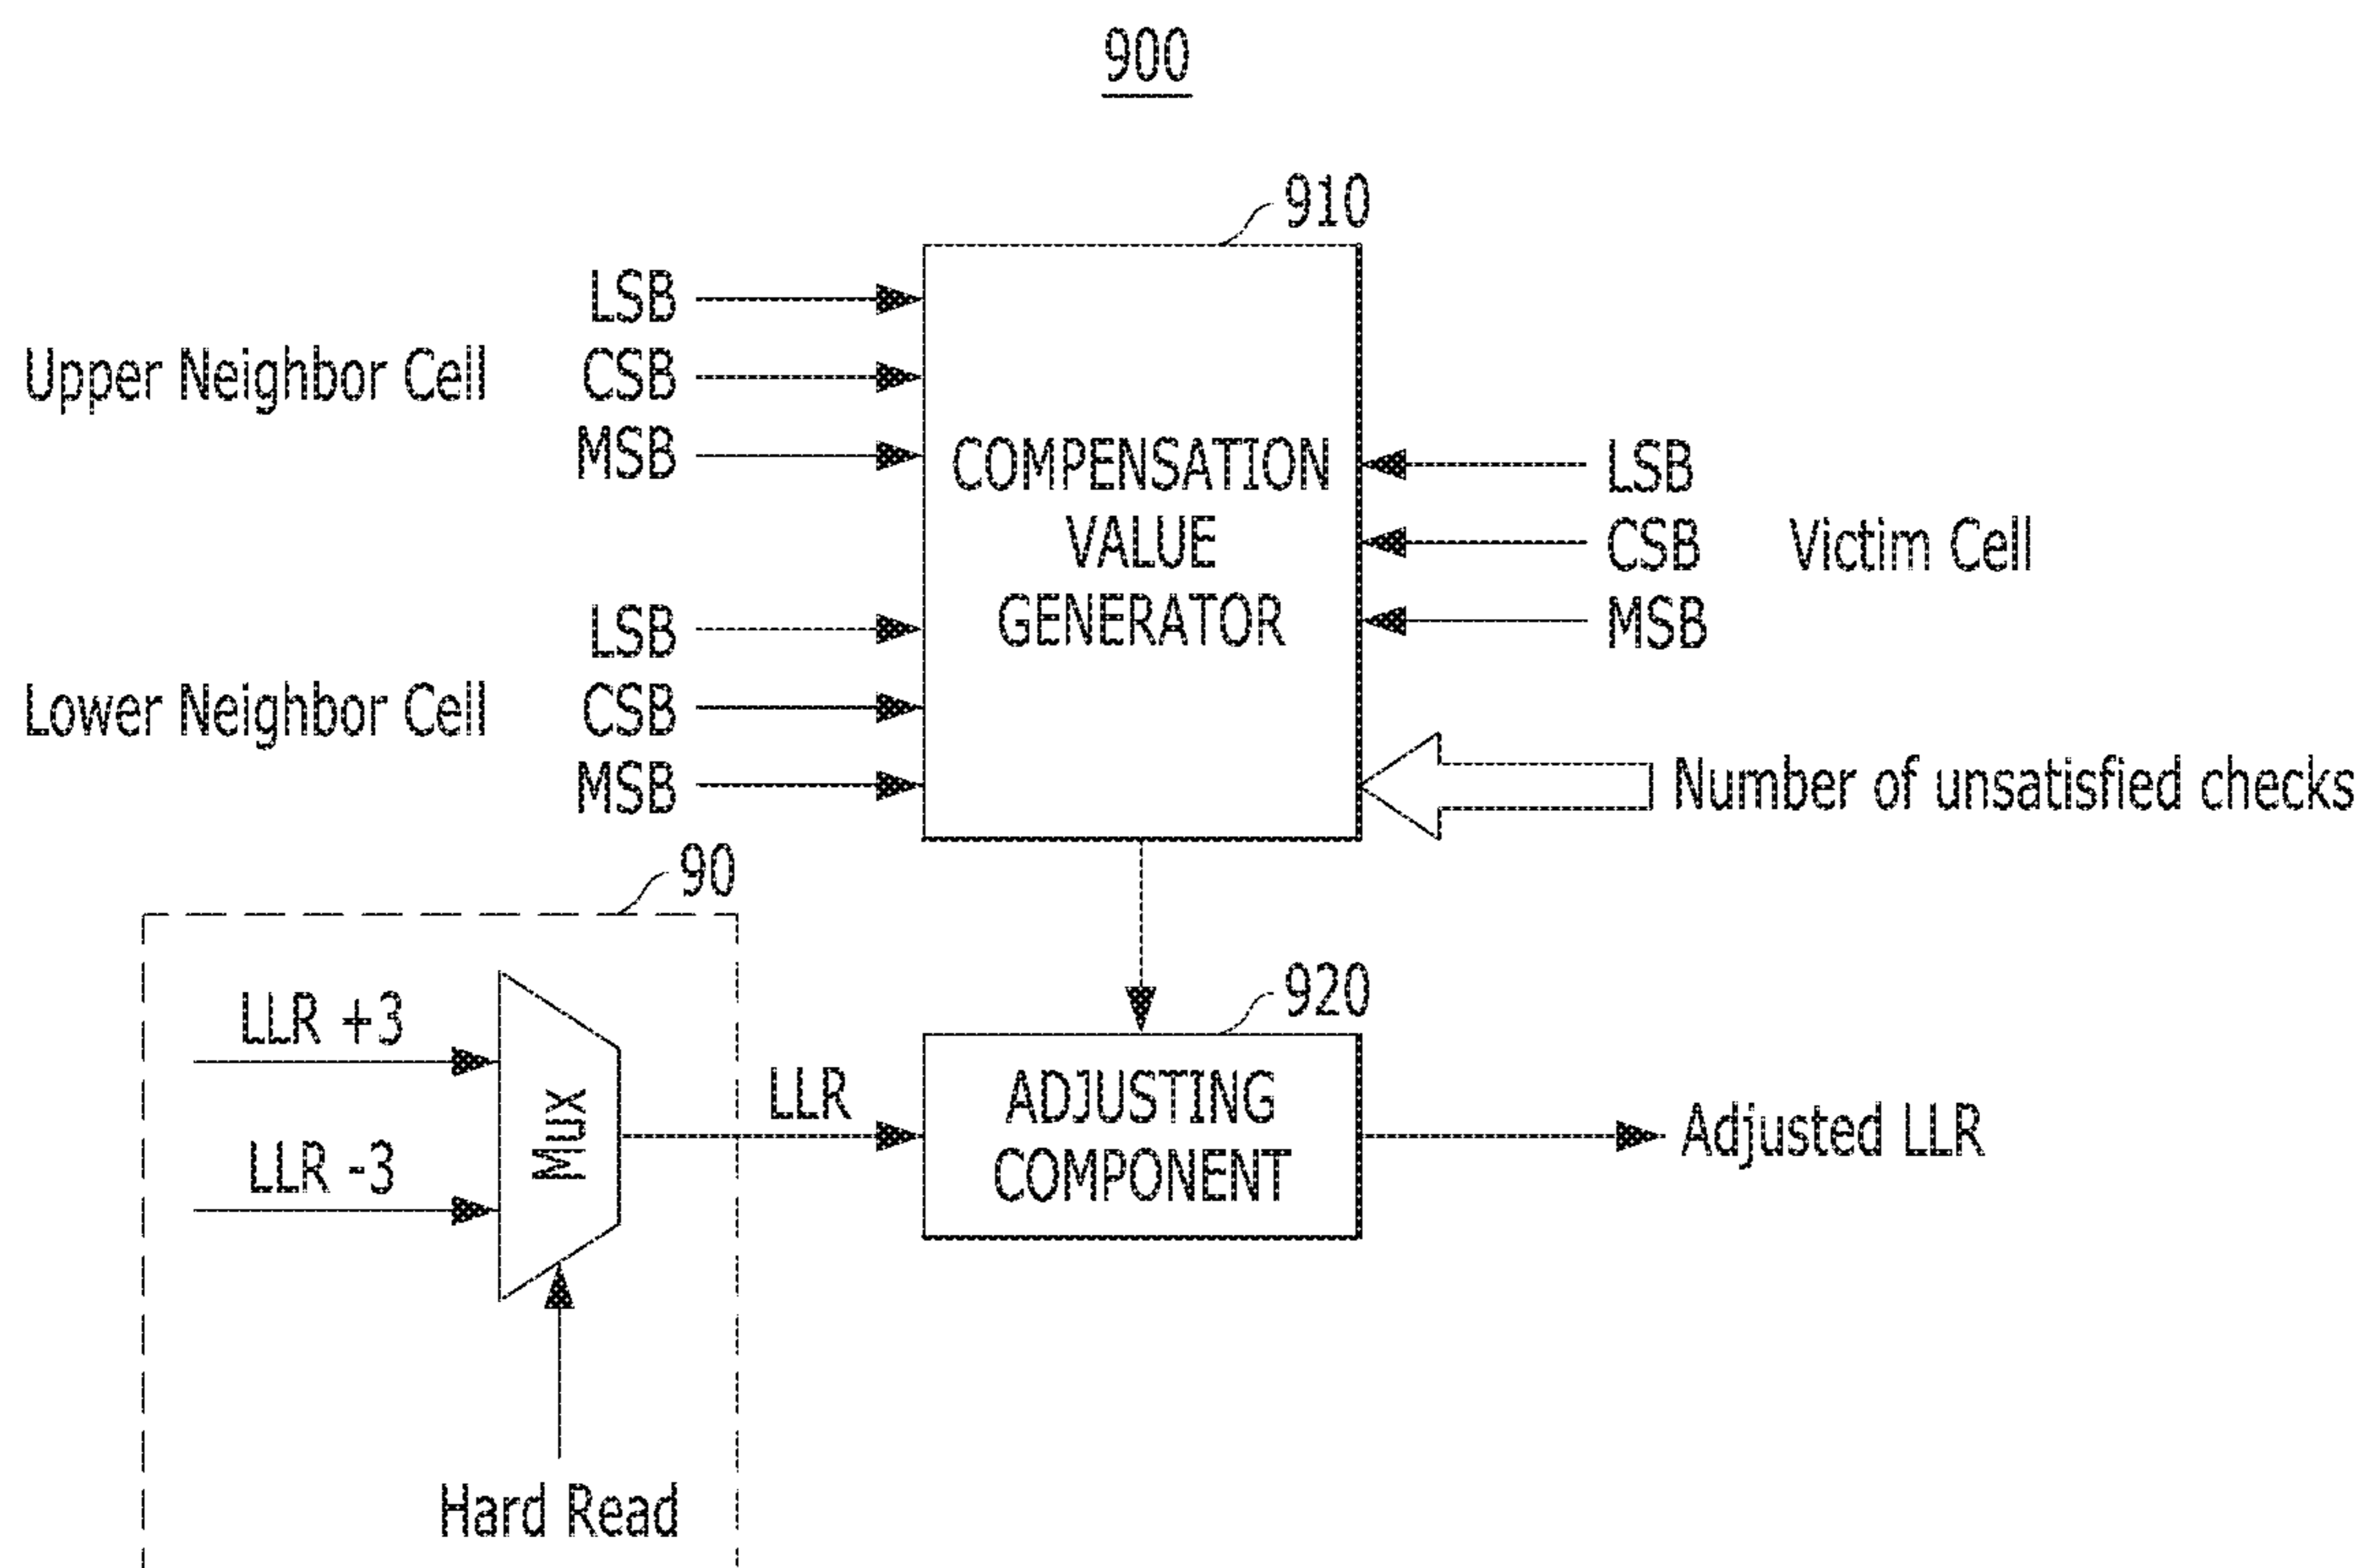 900
910
LSB
Upper Neighbor Cell CSB
MSB
LSB
Lower Neighbor Cell CSB
MSB
COMPENSATION
VALUE
GENERATOR
LSB
CSB Victim Cell
MSB
Number of unsatisfied checks
90
LLR +3
LLR -3
Mux
Hard Read
LLR
920
ADJUSTING
COMPONENT
Adjusted LLR